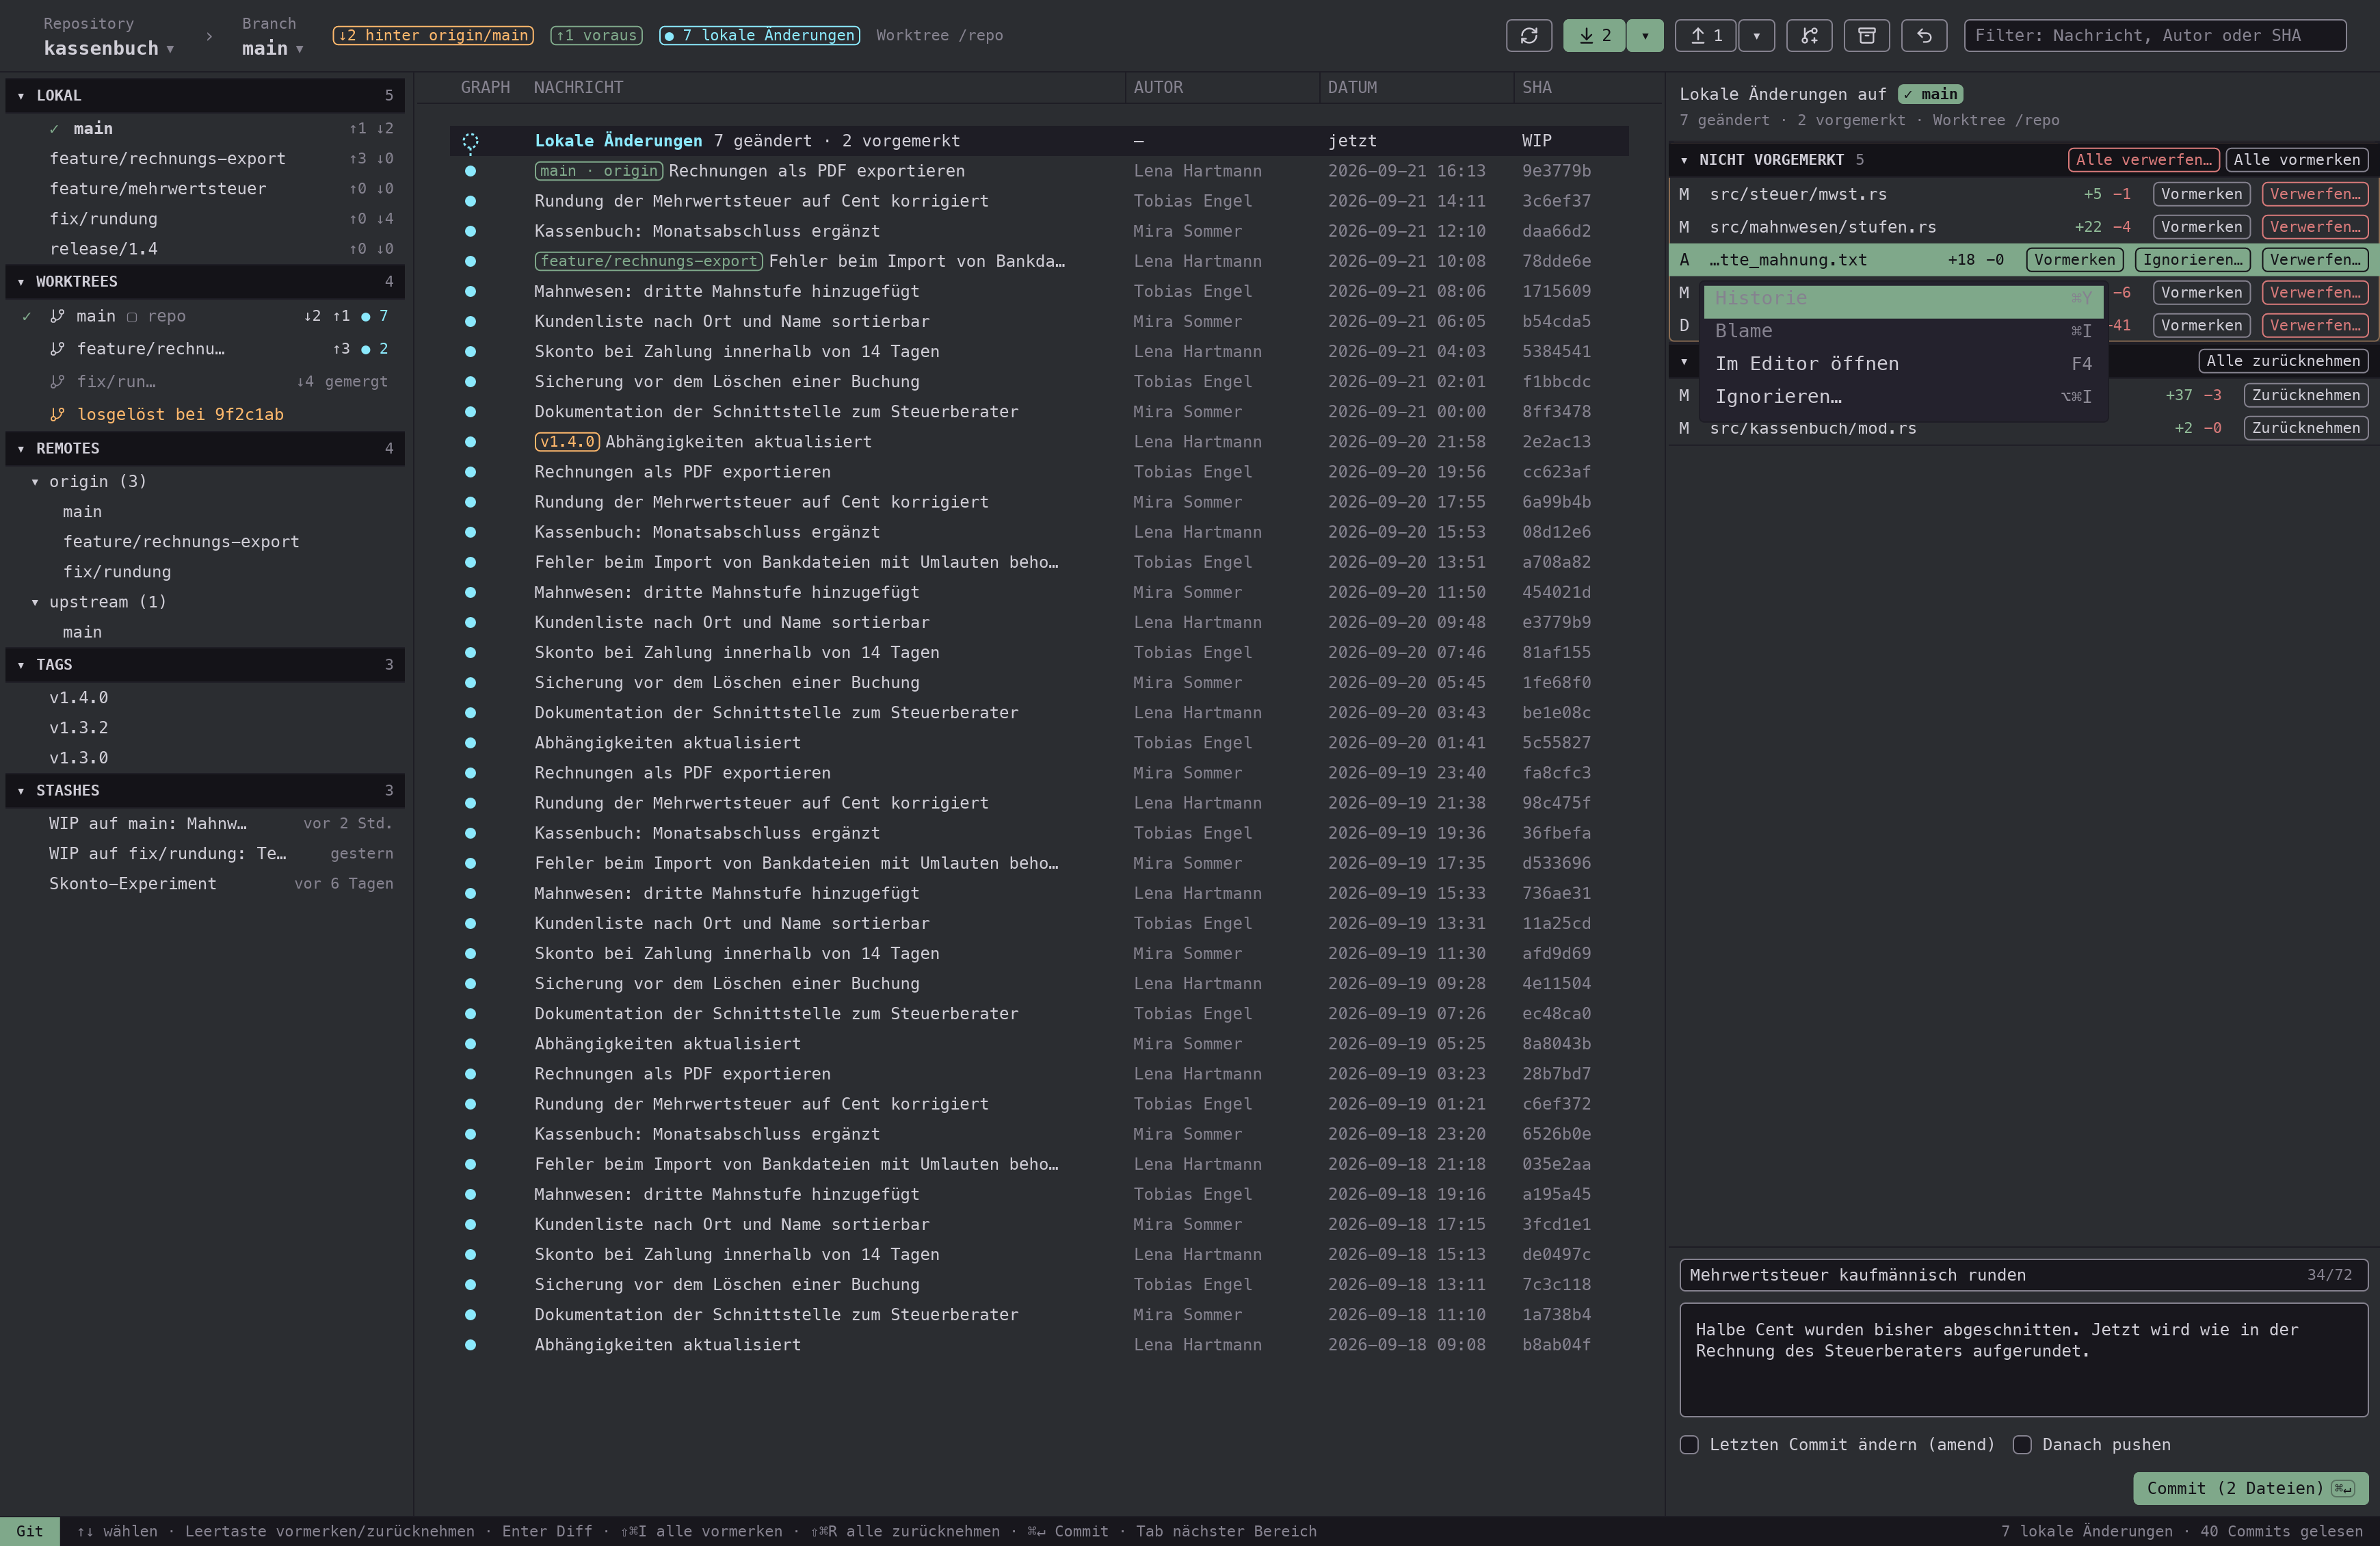 Repository
kassenbuch ▾
›
Branch
main ▾
↓2 hinter origin/main ↑1 voraus ● 7 lokale Änderungen Worktree /repo
2 ▾ 1 ▾ Filter: Nachricht, Autor oder SHA
▾ LOKAL 5
✓ main ↑1 ↓2
feature/rechnungs-export ↑3 ↓0
feature/mehrwertsteuer ↑0 ↓0
fix/rundung ↑0 ↓4
release/1.4 ↑0 ↓0
▾ WORKTREES 4
✓ main ▢ repo ↓2 ↑1 ● 7
feature/rechnu… ↑3 ● 2
fix/run… ↓4 gemergt
losgelöst bei 9f2c1ab
▾ REMOTES 4
▾ origin (3)
main
feature/rechnungs-export
fix/rundung
▾ upstream (1)
main
▾ TAGS 3
v1.4.0
v1.3.2
v1.3.0
▾ STASHES 3
WIP auf main: Mahnw… vor 2 Std.
WIP auf fix/rundung: Te… gestern
Skonto-Experiment vor 6 Tagen
GRAPH NACHRICHT AUTOR DATUM SHA
Lokale Änderungen 7 geändert · 2 vorgemerkt — jetzt WIP
main · origin Rechnungen als PDF exportieren Lena Hartmann 2026-09-21 16:13 9e3779b
Rundung der Mehrwertsteuer auf Cent korrigiert Tobias Engel 2026-09-21 14:11 3c6ef37
Kassenbuch: Monatsabschluss ergänzt Mira Sommer 2026-09-21 12:10 daa66d2
feature/rechnungs-export Fehler beim Import von Bankda… Lena Hartmann 2026-09-21 10:08 78dde6e
Mahnwesen: dritte Mahnstufe hinzugefügt Tobias Engel 2026-09-21 08:06 1715609
Kundenliste nach Ort und Name sortierbar Mira Sommer 2026-09-21 06:05 b54cda5
Skonto bei Zahlung innerhalb von 14 Tagen Lena Hartmann 2026-09-21 04:03 5384541
Sicherung vor dem Löschen einer Buchung Tobias Engel 2026-09-21 02:01 f1bbcdc
Dokumentation der Schnittstelle zum Steuerberater Mira Sommer 2026-09-21 00:00 8ff3478
v1.4.0 Abhängigkeiten aktualisiert Lena Hartmann 2026-09-20 21:58 2e2ac13
Rechnungen als PDF exportieren Tobias Engel 2026-09-20 19:56 cc623af
Rundung der Mehrwertsteuer auf Cent korrigiert Mira Sommer 2026-09-20 17:55 6a99b4b
Kassenbuch: Monatsabschluss ergänzt Lena Hartmann 2026-09-20 15:53 08d12e6
Fehler beim Import von Bankdateien mit Umlauten beho… Tobias Engel 2026-09-20 13:51 a708a82
Mahnwesen: dritte Mahnstufe hinzugefügt Mira Sommer 2026-09-20 11:50 454021d
Kundenliste nach Ort und Name sortierbar Lena Hartmann 2026-09-20 09:48 e3779b9
Skonto bei Zahlung innerhalb von 14 Tagen Tobias Engel 2026-09-20 07:46 81af155
Sicherung vor dem Löschen einer Buchung Mira Sommer 2026-09-20 05:45 1fe68f0
Dokumentation der Schnittstelle zum Steuerberater Lena Hartmann 2026-09-20 03:43 be1e08c
Abhängigkeiten aktualisiert Tobias Engel 2026-09-20 01:41 5c55827
Rechnungen als PDF exportieren Mira Sommer 2026-09-19 23:40 fa8cfc3
Rundung der Mehrwertsteuer auf Cent korrigiert Lena Hartmann 2026-09-19 21:38 98c475f
Kassenbuch: Monatsabschluss ergänzt Tobias Engel 2026-09-19 19:36 36fbefa
Fehler beim Import von Bankdateien mit Umlauten beho… Mira Sommer 2026-09-19 17:35 d533696
Mahnwesen: dritte Mahnstufe hinzugefügt Lena Hartmann 2026-09-19 15:33 736ae31
Kundenliste nach Ort und Name sortierbar Tobias Engel 2026-09-19 13:31 11a25cd
Skonto bei Zahlung innerhalb von 14 Tagen Mira Sommer 2026-09-19 11:30 afd9d69
Sicherung vor dem Löschen einer Buchung Lena Hartmann 2026-09-19 09:28 4e11504
Dokumentation der Schnittstelle zum Steuerberater Tobias Engel 2026-09-19 07:26 ec48ca0
Abhängigkeiten aktualisiert Mira Sommer 2026-09-19 05:25 8a8043b
Rechnungen als PDF exportieren Lena Hartmann 2026-09-19 03:23 28b7bd7
Rundung der Mehrwertsteuer auf Cent korrigiert Tobias Engel 2026-09-19 01:21 c6ef372
Kassenbuch: Monatsabschluss ergänzt Mira Sommer 2026-09-18 23:20 6526b0e
Fehler beim Import von Bankdateien mit Umlauten beho… Lena Hartmann 2026-09-18 21:18 035e2aa
Mahnwesen: dritte Mahnstufe hinzugefügt Tobias Engel 2026-09-18 19:16 a195a45
Kundenliste nach Ort und Name sortierbar Mira Sommer 2026-09-18 17:15 3fcd1e1
Skonto bei Zahlung innerhalb von 14 Tagen Lena Hartmann 2026-09-18 15:13 de0497c
Sicherung vor dem Löschen einer Buchung Tobias Engel 2026-09-18 13:11 7c3c118
Dokumentation der Schnittstelle zum Steuerberater Mira Sommer 2026-09-18 11:10 1a738b4
Abhängigkeiten aktualisiert Lena Hartmann 2026-09-18 09:08 b8ab04f
Lokale Änderungen auf ✓ main
7 geändert · 2 vorgemerkt · Worktree /repo
▾ NICHT VORGEMERKT 5 Alle verwerfen… Alle vormerken
M src/steuer/mwst.rs +5 −1 Vormerken Verwerfen…
M src/mahnwesen/stufen.rs +22 −4 Vormerken Verwerfen…
A …tte_mahnung.txt +18 −0 Vormerken Ignorieren… Verwerfen…
M −6 Vormerken Verwerfen…
D −41 Vormerken Verwerfen…
Historie ⌘Y
Blame ⌘I
Im Editor öffnen F4
Ignorieren… ⌥⌘I
▾ Alle zurücknehmen
M +37 −3 Zurücknehmen
M src/kassenbuch/mod.rs +2 −0 Zurücknehmen
Mehrwertsteuer kaufmännisch runden 34/72
Halbe Cent wurden bisher abgeschnitten. Jetzt wird wie in der
Rechnung des Steuerberaters aufgerundet.
Letzten Commit ändern (amend) Danach pushen
Commit (2 Dateien) ⌘↵
Git ↑↓ wählen · Leertaste vormerken/zurücknehmen · Enter Diff · ⇧⌘I alle vormerken · ⇧⌘R alle zurücknehmen · ⌘↵ Commit · Tab nächster Bereich
7 lokale Änderungen · 40 Commits gelesen